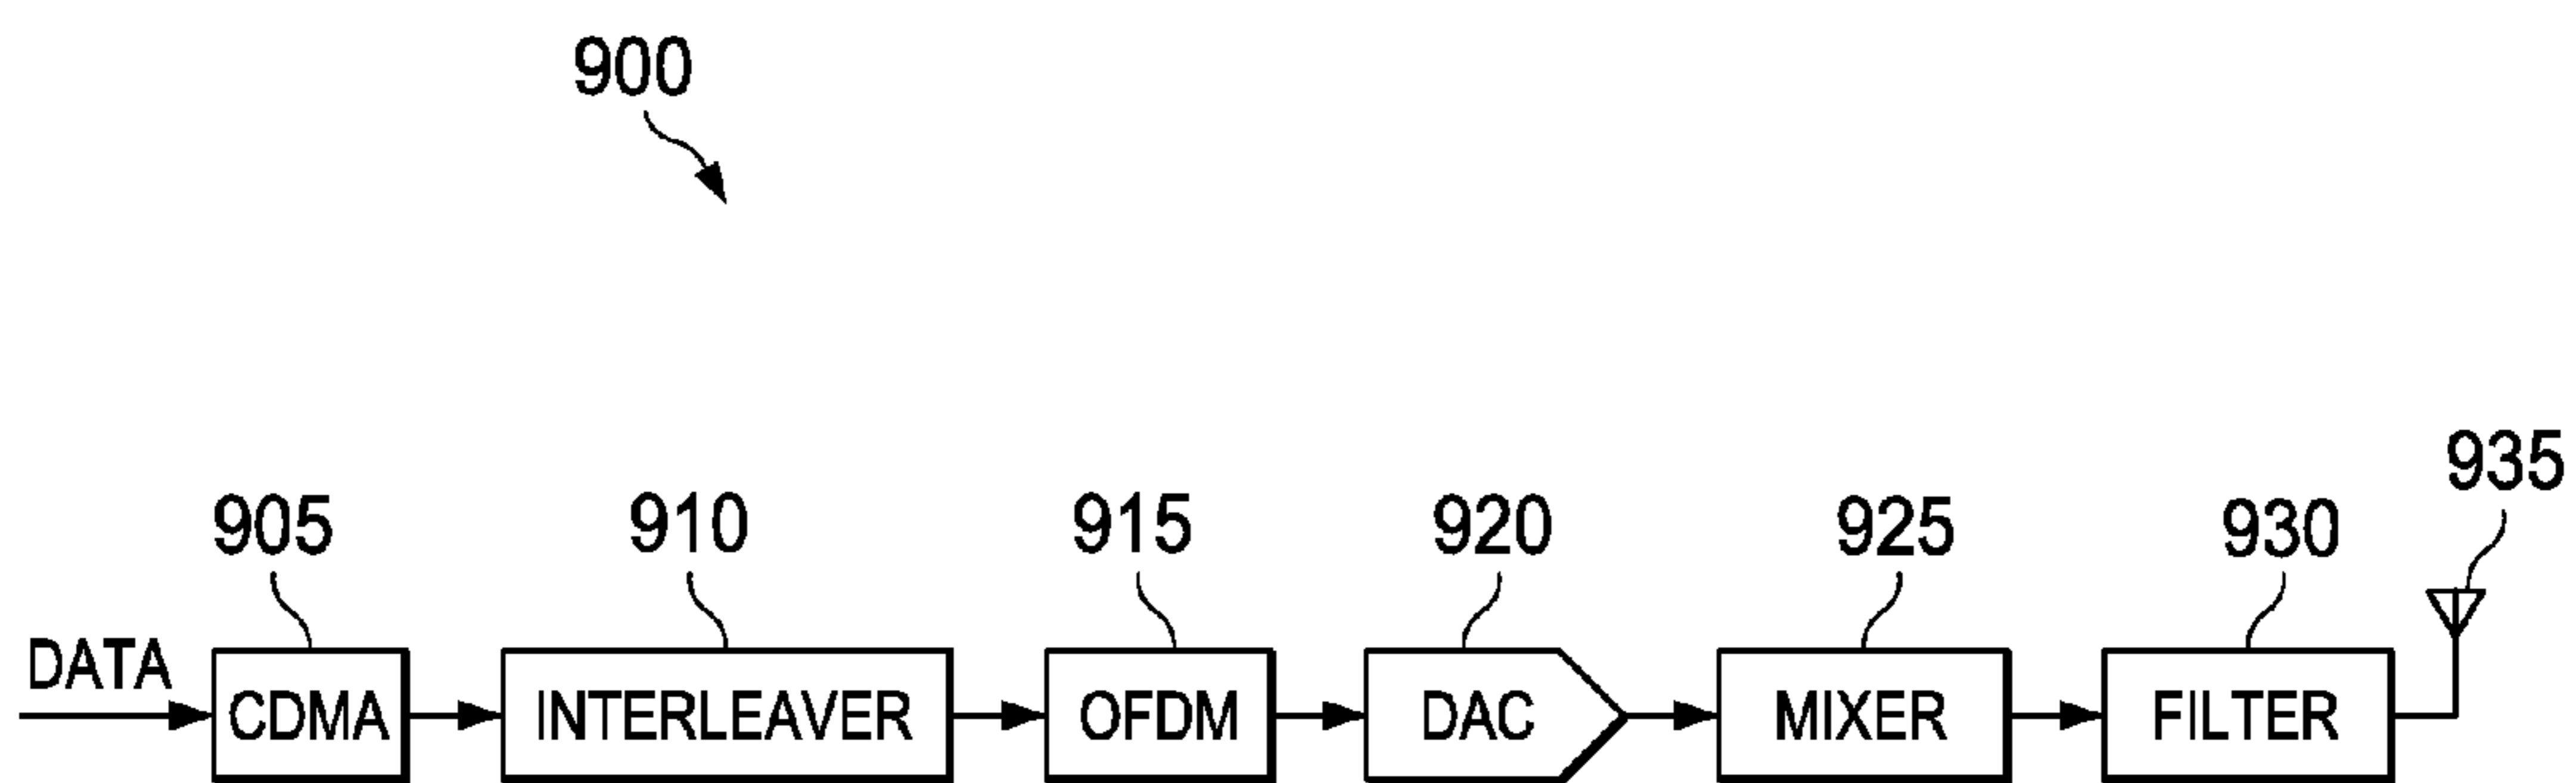 900
935
905 910 915 920 925 930
DATA
CDMA INTERLEAVER OFDM DAC MIXER FILTER